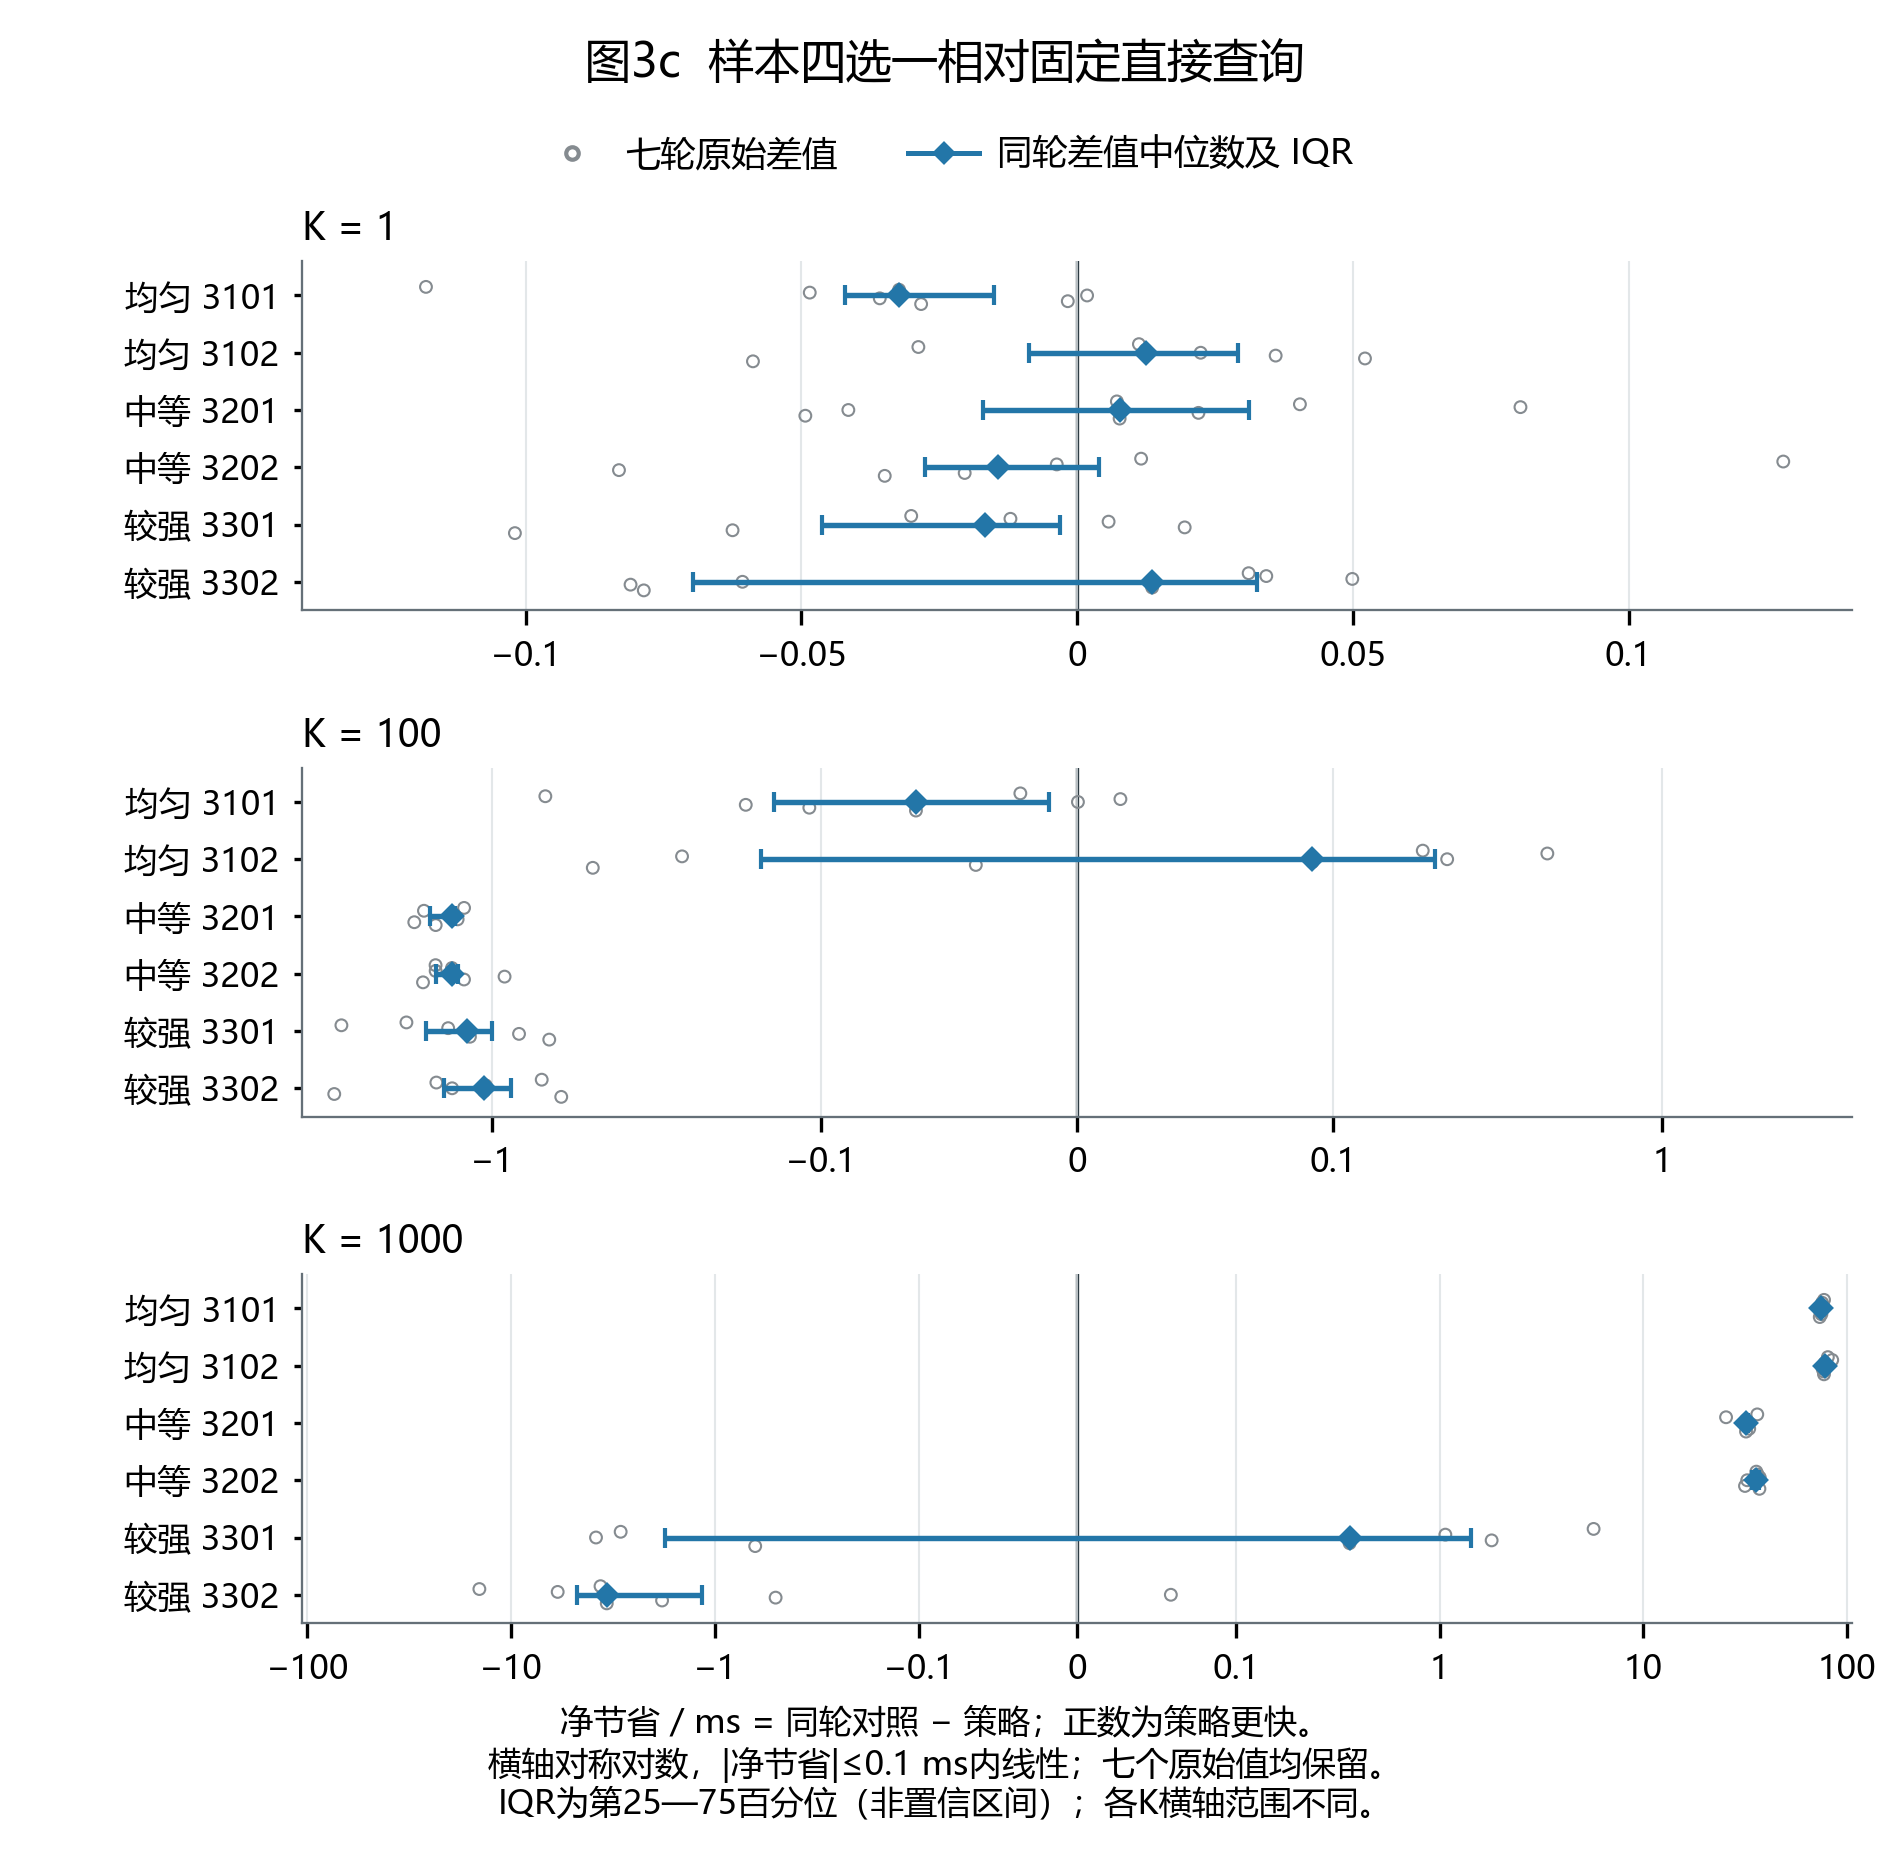 图3c 样本四选一相对固定直接查询
七轮原始差值
同轮差值中位数及 IQR
K = 1
均匀 3101
均匀 3102
中等 3201
中等 3202
较强 3301
较强 3302
−0.1
−0.05
0
0.05
0.1
K = 100
均匀 3101
均匀 3102
中等 3201
中等 3202
较强 3301
较强 3302
−1
−0.1
0
0.1
1
K = 1000
均匀 3101
均匀 3102
中等 3201
中等 3202
较强 3301
较强 3302
−100
−10
−1
−0.1
0
0.1
1
10
100
净节省 / ms = 同轮对照 − 策略；正数为策略更快。
横轴对称对数，|净节省|≤0.1 ms内线性；七个原始值均保留。
IQR为第25—75百分位（非置信区间）；各K横轴范围不同。